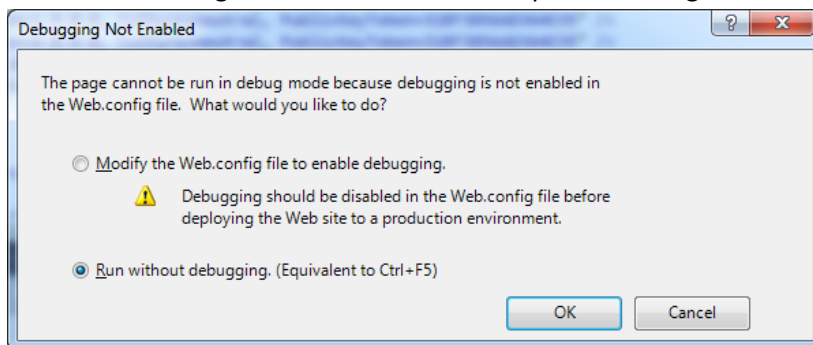 Debugging Not Enabled
The page cannot be run in debug mode because debugging is not enabled in
the Web.config file. What would you like to do?
Modify the Web.config file to enable debugging.
Debugging should be disabled in the Web.config file before
deploying the Web site to a production environment.
Run without debugging. (Equivalent to Ctrl+F5)
OK
Cancel